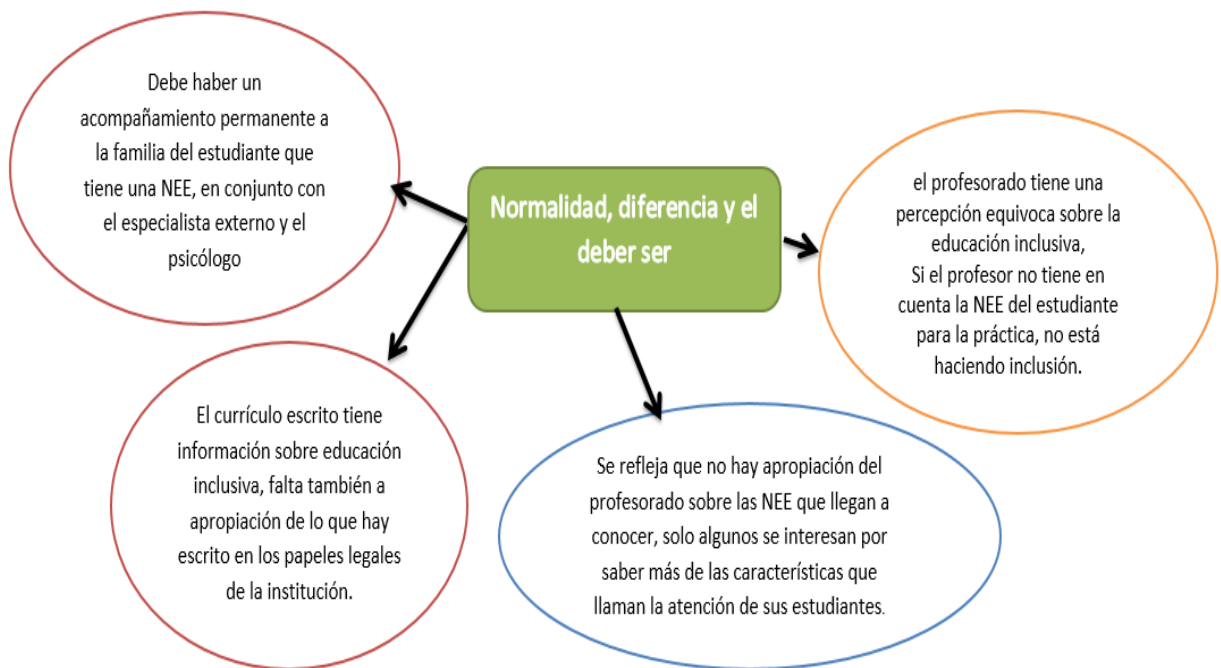 Debe haber un
acompañamiento permanente a
la familia del estudiante que
tiene una NEE, en conjunto con
el especialista externo y el
psicólogo
Normalidad, diferencia y el
deber ser
el profesorado tiene una
percepción equivoca sobre la
educación inclusiva,
Si el profesor no tiene en
cuenta la NEE del estudiante
para la práctica, no está
haciendo inclusión.
El currículo escrito tiene
información sobre educación
inclusiva, falta también a
apropiación de lo que hay
escrito en los papeles legales
de la institución.
Se refleja que no hay apropiación del
profesorado sobre las NEE que llegan a
conocer, solo algunos se interesan por
saber más de las características que
llaman la atención de sus estudiantes.